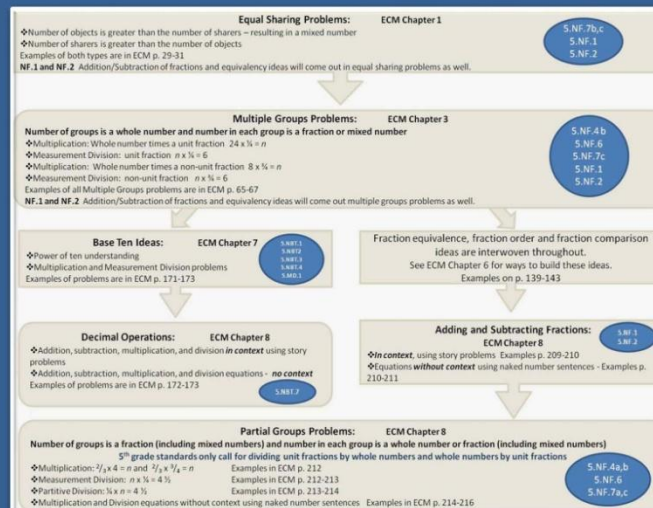 Equal Sharing Problems: ECM Chapter 1
❖Number of objects is greater than the number of sharers – resulting in a mixed number
❖Number of sharers is greater than the number of objects
Examples of both types are in ECM p. 29-31
NF.1 and NF.2 Addition/Subtraction of fractions and equivalency ideas will come out in equal sharing problems as well.
5.NF.7b,c
5.NF.1
5.NF.2
Multiple Groups Problems: ECM Chapter 3
Number of groups is a whole number and number in each group is a fraction or mixed number
❖Multiplication: Whole number times a unit fraction 24 x ¼ = n
❖Measurement Division: unit fraction n x ¼ = 6
❖Multiplication: Whole number times a non-unit fraction 8 x ¾ = n
❖Measurement Division: non-unit fraction n x ¾ = 6
Examples of all Multiple Groups problems are in ECM p. 65-67
NF.1 and NF.2 Addition/Subtraction of fractions and equivalency ideas will come out multiple groups problems as well.
5.NF.4b
5.NF.6
5.NF.7c
5.NF.1
5.NF.2
Base Ten Ideas: ECM Chapter 7
❖Power of ten understanding
❖Multiplication and Measurement Division problems
Examples of problems are in ECM p. 171-173
5.NBT.1
5.NBT2
5.NBT.3
5.NBT.4
5.MD.1
Fraction equivalence, fraction order and fraction comparison
ideas are interwoven throughout.
See ECM Chapter 6 for ways to build these ideas.
Examples on p. 139-143
Decimal Operations: ECM Chapter 8
❖Addition, subtraction, multiplication, and division in context using story
problems
❖Addition, subtraction, multiplication, and division equations - no context
Examples of problems are in ECM p. 172-173
5.NBT.7
Adding and Subtracting Fractions:
ECM Chapter 8
❖In context, using story problems Examples p. 209-210
❖Equations without context using naked number sentences - Examples p.
210-211
5.NF.1
5.NF.2
Partial Groups Problems: ECM Chapter 8
Number of groups is a fraction (including mixed numbers) and number in each group is a whole number or fraction (including mixed numbers)
5th grade standards only call for dividing unit fractions by whole numbers and whole numbers by unit fractions
❖Multiplication: 2/3 x 4 = n and 2/3 x 3/4 = n Examples in ECM p. 212
❖Measurement Division: n x ¼ = 4 ½ Examples in ECM p. 212-213
❖Partitive Division: ¼ x n = 4 ½ Examples in ECM p. 213-214
❖Multiplication and Division equations without context using naked number sentences Examples in ECM p. 214-216
5.NF.4a,b
5.NF.6
5.NF.7a,c